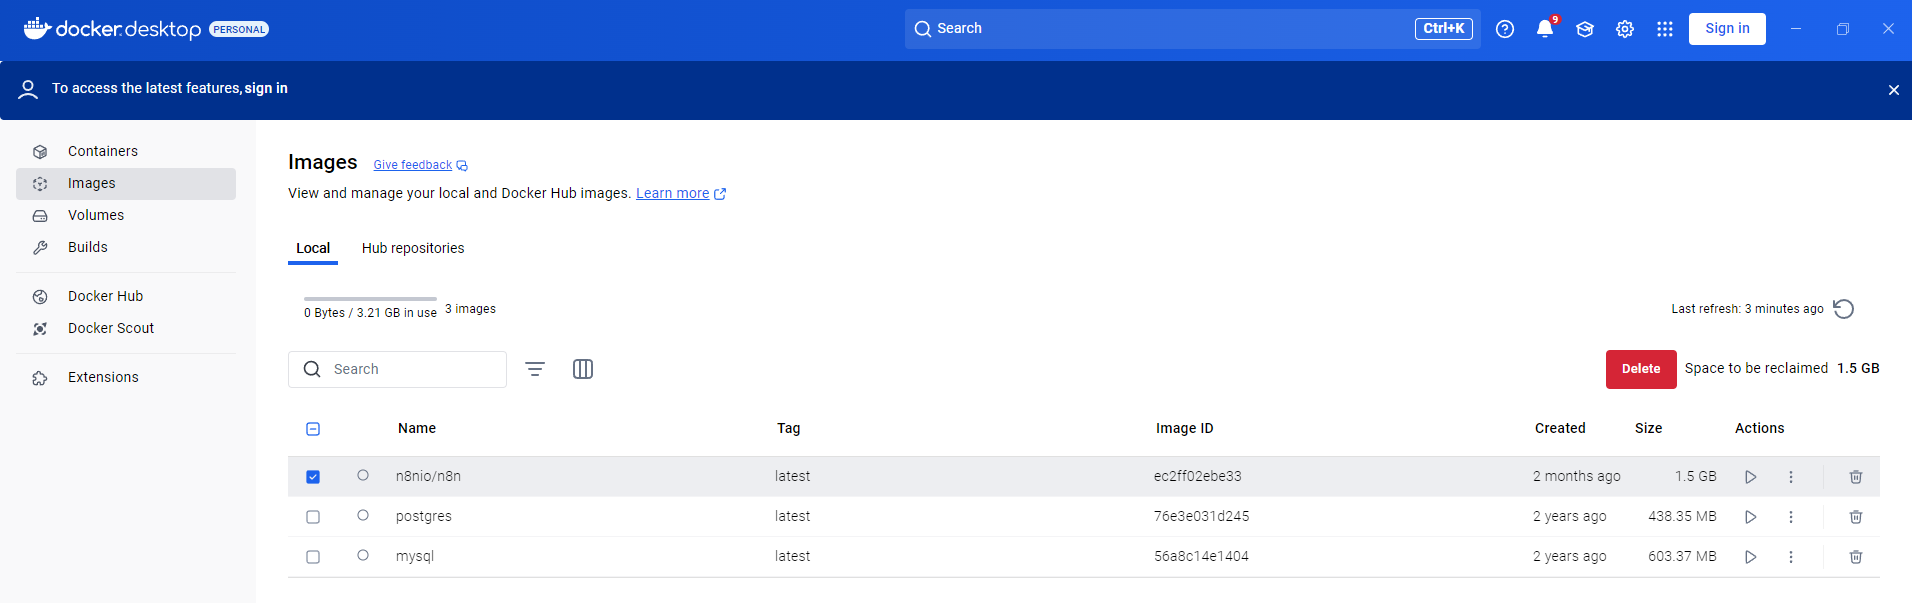 docker.desktop PERSONAL
Search Ctrl+K
9
Sign in
To access the latest features, sign in
Containers
Images
Volumes
Builds
Docker Hub
Docker Scout
Extensions
Images Give feedback
View and manage your local and Docker Hub images. Learn more
Local Hub repositories
0 Bytes / 3.21 GB in use 3 images
Last refresh: 3 minutes ago
Search
Delete Space to be reclaimed 1.5 GB
Name Tag Image ID Created Size Actions
n8nio/n8n latest ec2ff02ebe33 2 months ago 1.5 GB
postgres latest 76e3e031d245 2 years ago 438.35 MB
mysql latest 56a8c14e1404 2 years ago 603.37 MB